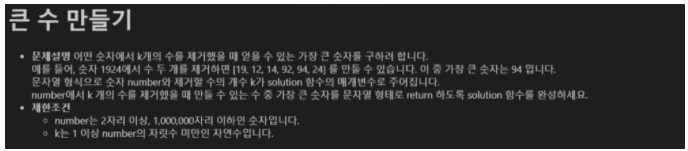 큰 수 만들기
• 문제설명 어떤 숫자에서 k개의 수를 제거했을 때 얻을 수 있는 가장 큰 숫자를 구하려 합니다.
예를 들어, 숫자 1924에서 수 두 개를 제거하면 [19, 12, 14, 92, 94, 24] 를 만들 수 있습니다. 이 중 가장 큰 숫자는 94 입니다.
문자열 형식으로 숫자 number와 제거할 수의 개수 k가 solution 함수의 매개변수로 주어집니다.
number에서 k 개의 수를 제거했을 때 만들 수 있는 수 중 가장 큰 숫자를 문자열 형태로 return 하도록 solution 함수를 완성하세요.
• 제한조건
○ number는 2자리 이상, 1,000,000자리 이하인 숫자입니다.
○ k는 1 이상 number의 자릿수 미만인 자연수입니다.